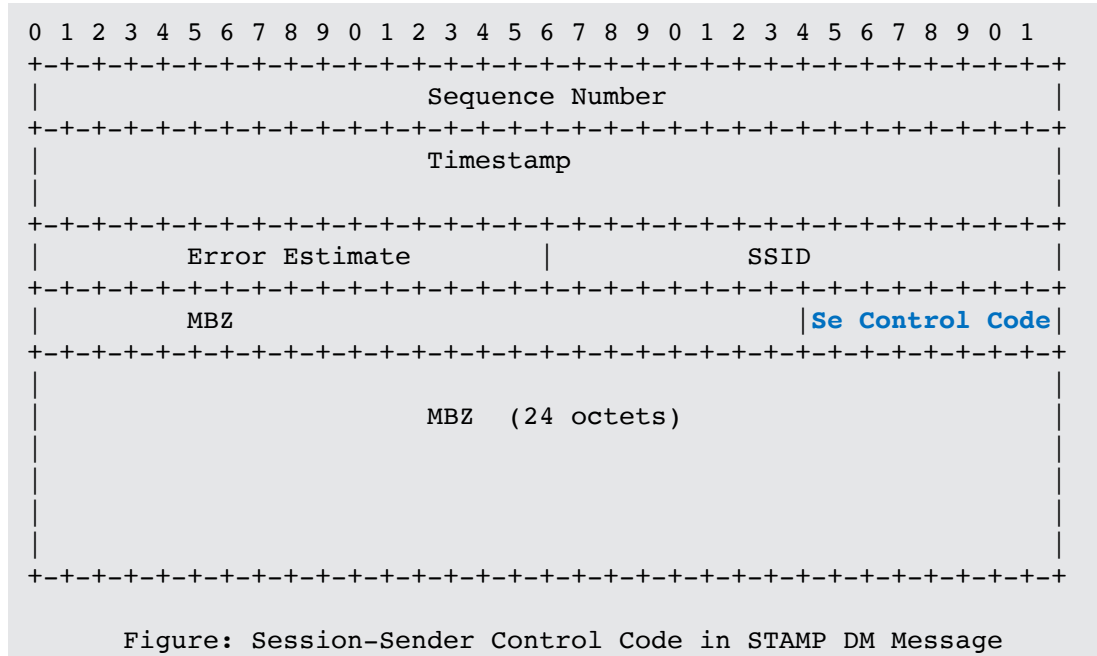 0 1 2 3 4 5 6 7 8 9 0 1 2 3 4 5 6 7 8 9 0 1 2 3 4 5 6 7 8 9 0 1
+-+-+-+-+-+-+-+-+-+-+-+-+-+-+-+-+-+-+-+-+-+-+-+-+-+-+-+-+-+-+-+-+
|                        Sequence Number                        |
+-+-+-+-+-+-+-+-+-+-+-+-+-+-+-+-+-+-+-+-+-+-+-+-+-+-+-+-+-+-+-+-+
|                        Timestamp                              |
|                                                               |
+-+-+-+-+-+-+-+-+-+-+-+-+-+-+-+-+-+-+-+-+-+-+-+-+-+-+-+-+-+-+-+-+
|         Error Estimate        |            SSID               |
+-+-+-+-+-+-+-+-+-+-+-+-+-+-+-+-+-+-+-+-+-+-+-+-+-+-+-+-+-+-+-+-+
|         MBZ                                   |Se Control Code|
+-+-+-+-+-+-+-+-+-+-+-+-+-+-+-+-+-+-+-+-+-+-+-+-+-+-+-+-+-+-+-+-+
|                                                               |
|                        MBZ  (24 octets)                       |
|                                                               |
|                                                               |
|                                                               |
|                                                               |
+-+-+-+-+-+-+-+-+-+-+-+-+-+-+-+-+-+-+-+-+-+-+-+-+-+-+-+-+-+-+-+-+
Figure: Session-Sender Control Code in STAMP DM Message